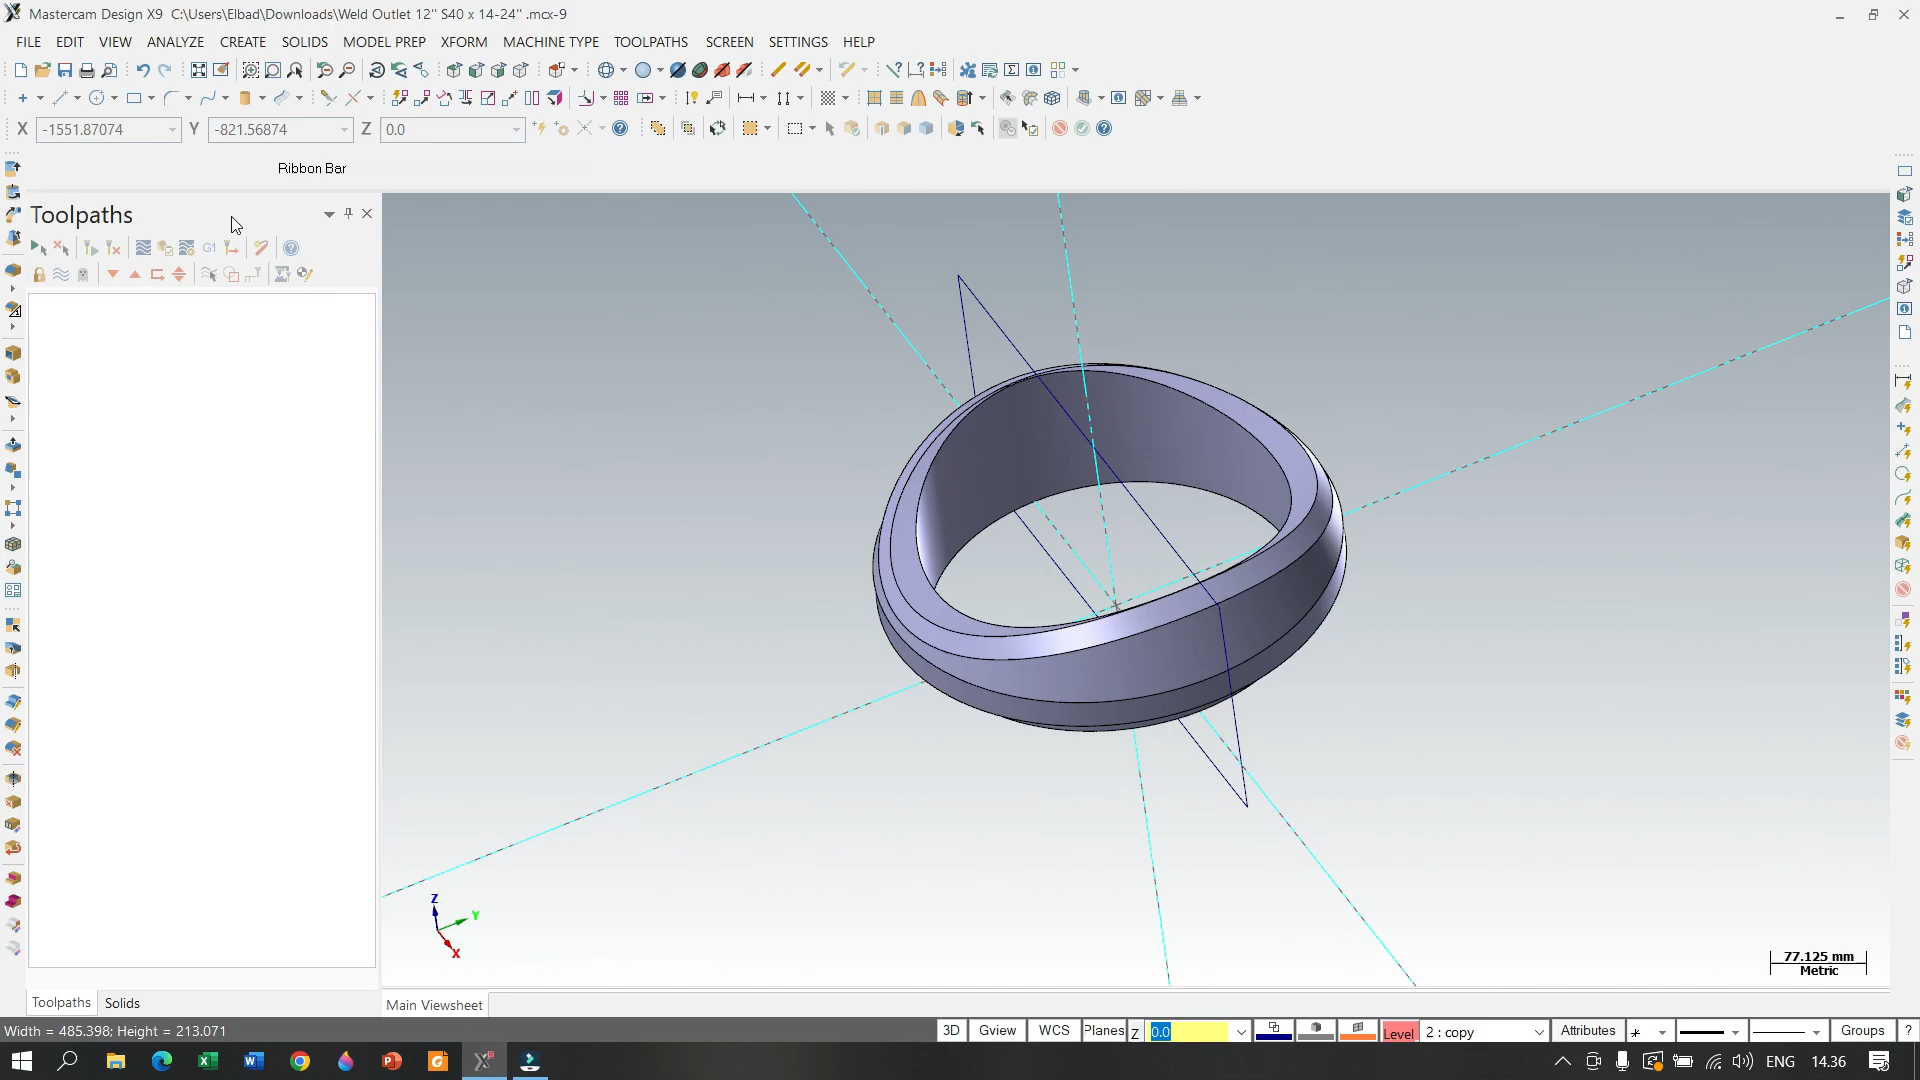 Mastercam Design X9 C:\Users\Elbad\Downloads\Weld Outlet 12" S40 x 14-24" .mcx-9
FILE EDIT VIEW ANALYZE CREATE SOLIDS MODEL PREP XFORM MACHINE TYPE TOOLPATHS SCREEN SETTINGS HELP
X -1551.87074 Y -821.56874 Z 0.0
Ribbon Bar
Toolpaths
G1
Z
Y
X
77.125 mm
Metric
Toolpaths Solids
Main Viewsheet
Width = 485.398; Height = 213.071
3D Gview WCS Planes Z 0.0 Level 2 : copy Attributes Groups ?
ENG 14.36